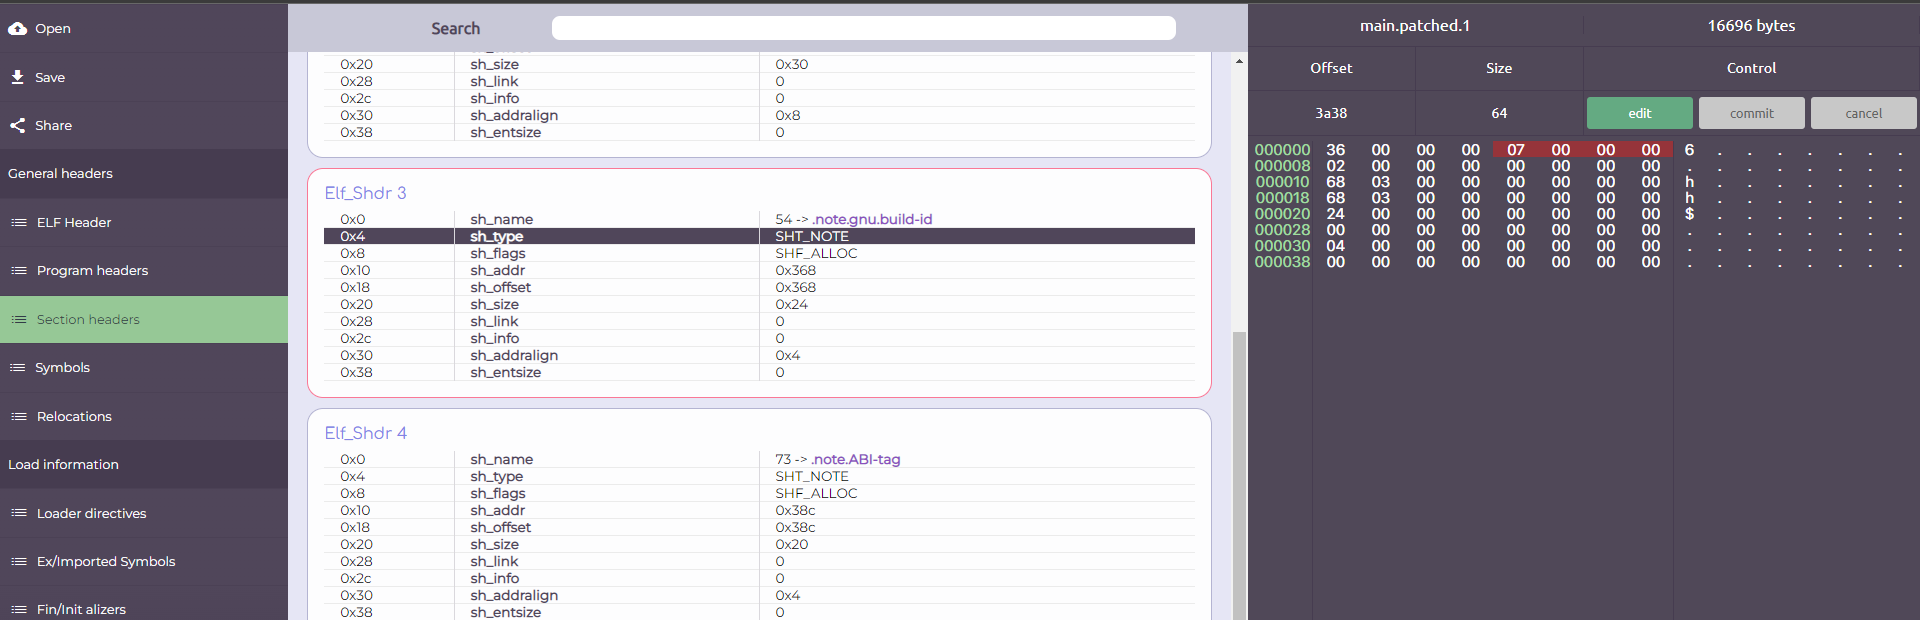 Open
Save
Share
General headers
ELF Header
Program headers
Section headers
Symbols
Relocations
Load information
Loader directives
Ex/Imported Symbols
Fin/Init alizers
Search
0x20 sh_size 0x30
0x28 sh_link 0
0x2c sh_info 0
0x30 sh_addralign 0x8
0x38 sh_entsize 0
Elf_Shdr 3
0x0 sh_name 54 -> .note.gnu.build-id
0x4 sh_type SHT_NOTE
0x8 sh_flags SHF_ALLOC
0x10 sh_addr 0x368
0x18 sh_offset 0x368
0x20 sh_size 0x24
0x28 sh_link 0
0x2c sh_info 0
0x30 sh_addralign 0x4
0x38 sh_entsize 0
Elf_Shdr 4
0x0 sh_name 73 -> .note.ABI-tag
0x4 sh_type SHT_NOTE
0x8 sh_flags SHF_ALLOC
0x10 sh_addr 0x38c
0x18 sh_offset 0x38c
0x20 sh_size 0x20
0x28 sh_link 0
0x2c sh_info 0
0x30 sh_addralign 0x4
0x38 sh_entsize 0
main.patched.1 16696 bytes
Offset Size Control
3a38 64 edit commit cancel
000000 36 00 00 00 07 00 00 00 6 . . . . . . .
000008 02 00 00 00 00 00 00 00 . . . . . . . .
000010 68 03 00 00 00 00 00 00 h . . . . . . .
000018 68 03 00 00 00 00 00 00 h . . . . . . .
000020 24 00 00 00 00 00 00 00 $ . . . . . . .
000028 00 00 00 00 00 00 00 00 . . . . . . . .
000030 04 00 00 00 00 00 00 00 . . . . . . . .
000038 00 00 00 00 00 00 00 00 . . . . . . . .